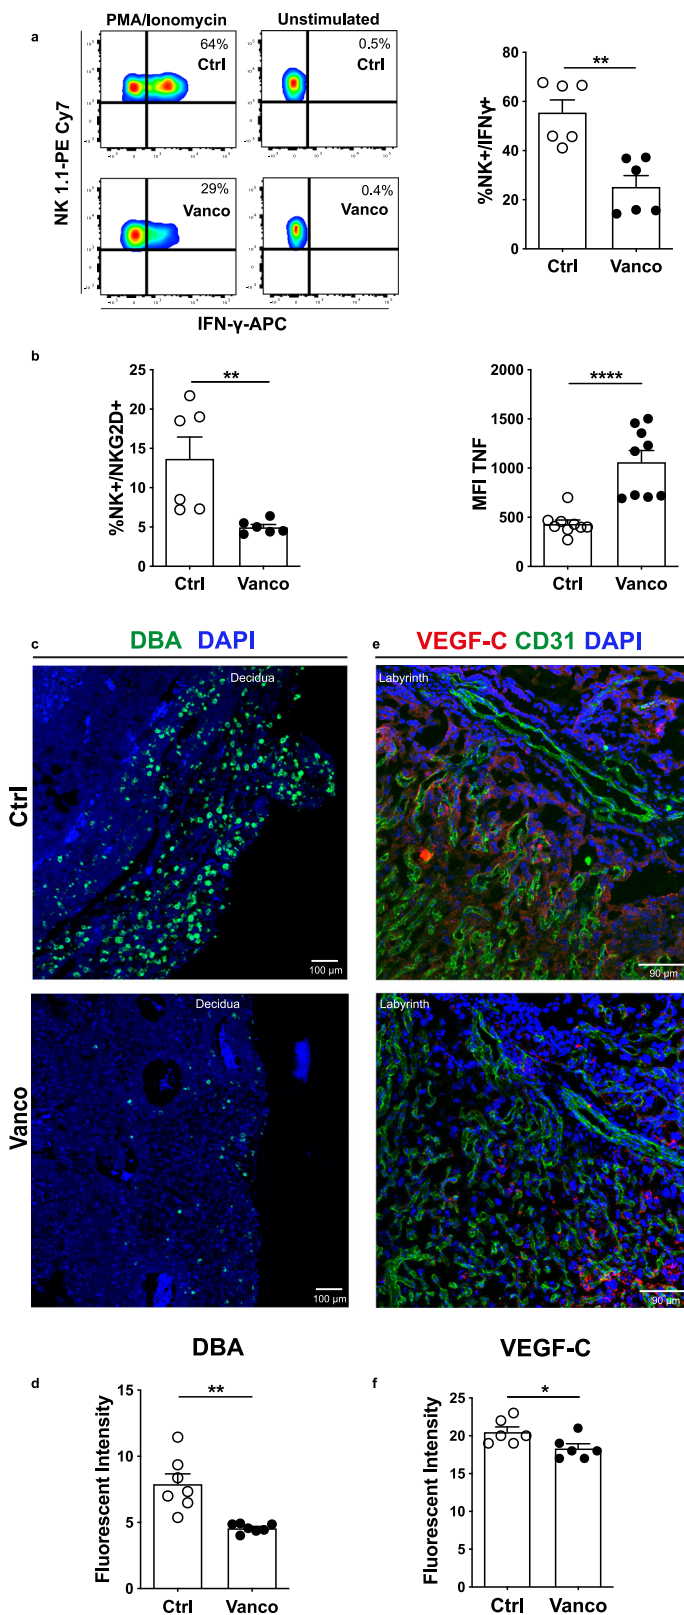 a
PMA/Ionomycin
Unstimulated
64%
Ctrl
0.5%
Ctrl
29%
Vanco
0.4%
Vanco
NK 1.1-PE Cy7
IFN-γ-APC
%NK+/IFNγ+
80
60
40
20
0
**
Ctrl
Vanco
b
%NK+/NKG2D+
25
20
15
10
5
0
**
Ctrl
Vanco
MFI TNF
2000
1500
1000
500
0
****
Ctrl
Vanco
c
DBA DAPI
e
VEGF-C CD31 DAPI
Ctrl
Decidua
100 µm
Labyrinth
90 µm
Vanco
Decidua
100 µm
Labyrinth
90 µm
d
DBA
Fluorescent Intensity
15
10
5
0
**
Ctrl
Vanco
f
VEGF-C
Fluorescent Intensity
25
20
15
10
5
0
*
Ctrl
Vanco